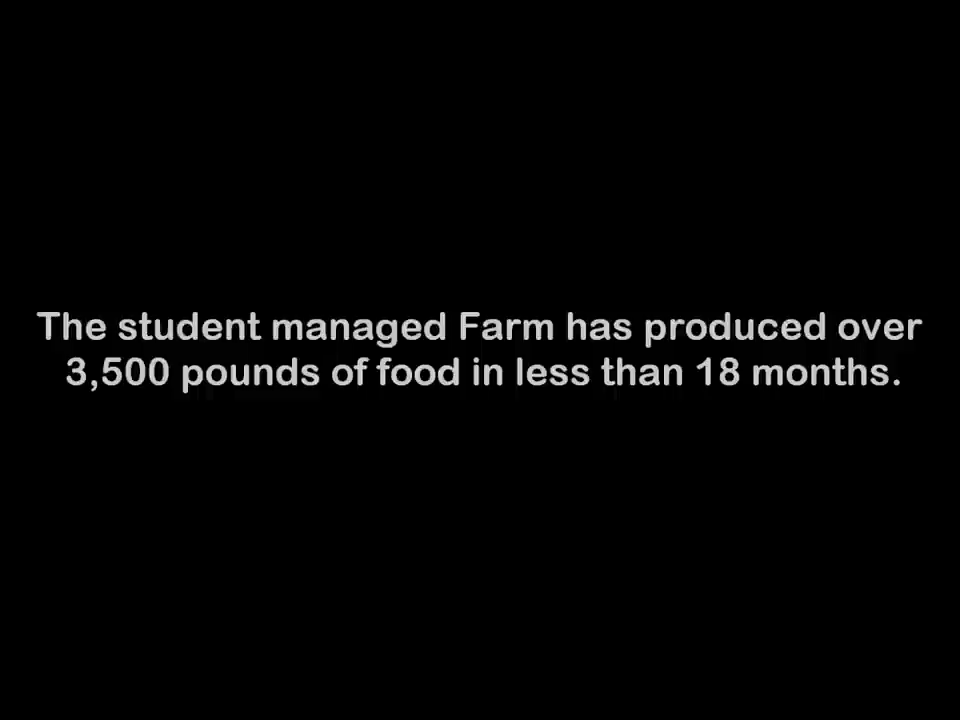 The student managed Farm has produced over
3,500 pounds of food in less than 18 months.